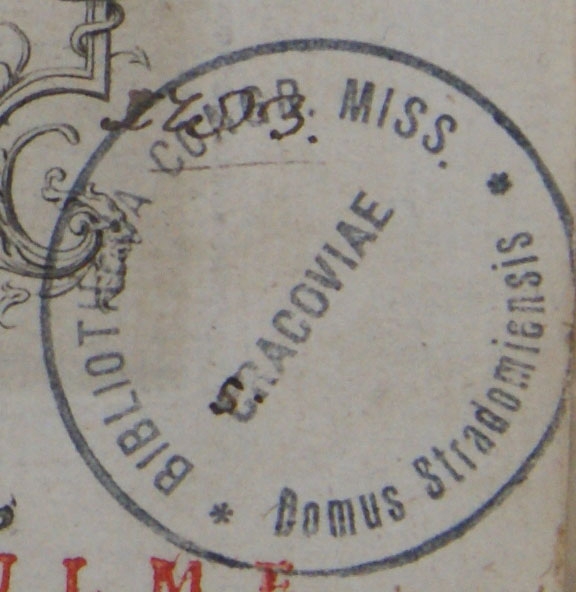 BIBLIOTHECA CONGR. MISS.
CRACOVIAE
* Domus Stradomiensis *